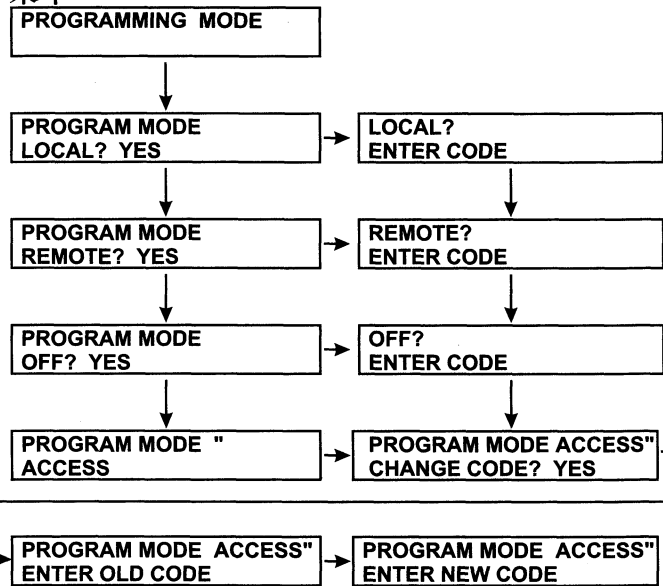 PROGRAMMING MODE
PROGRAM MODE
LOCAL? YES
LOCAL?
ENTER CODE
PROGRAM MODE
REMOTE? YES
REMOTE?
ENTER CODE
PROGRAM MODE
OFF? YES
OFF?
ENTER CODE
PROGRAM MODE "
ACCESS
PROGRAM MODE ACCESS"
CHANGE CODE? YES
PROGRAM MODE ACCESS"
ENTER OLD CODE
PROGRAM MODE ACCESS"
ENTER NEW CODE